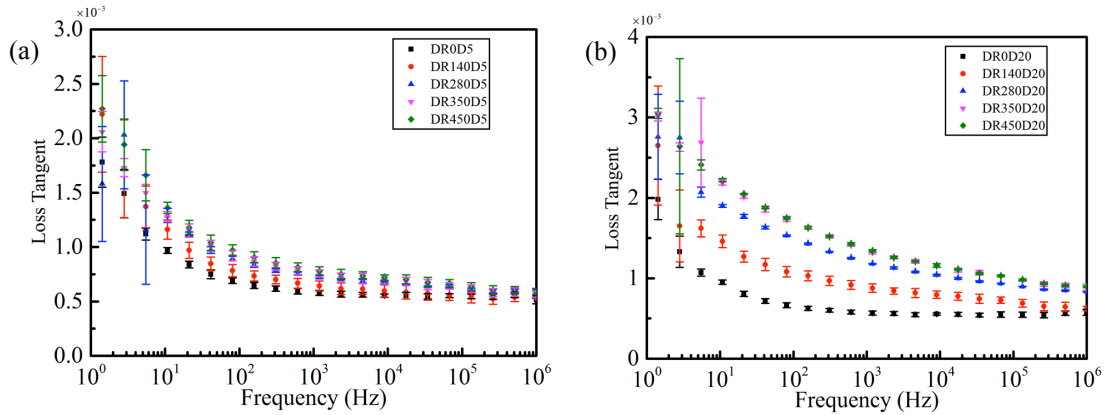 (a)
×10⁻³
3.0
2.5
2.0
1.5
1.0
0.5
0.0
Loss Tangent
DR0D5
DR140D5
DR280D5
DR350D5
DR450D5
10⁰ 10¹ 10² 10³ 10⁴ 10⁵ 10⁶
Frequency (Hz)
(b)
×10⁻³
4
3
2
1
0
Loss Tangent
DR0D20
DR140D20
DR280D20
DR350D20
DR450D20
10⁰ 10¹ 10² 10³ 10⁴ 10⁵ 10⁶
Frequency (Hz)